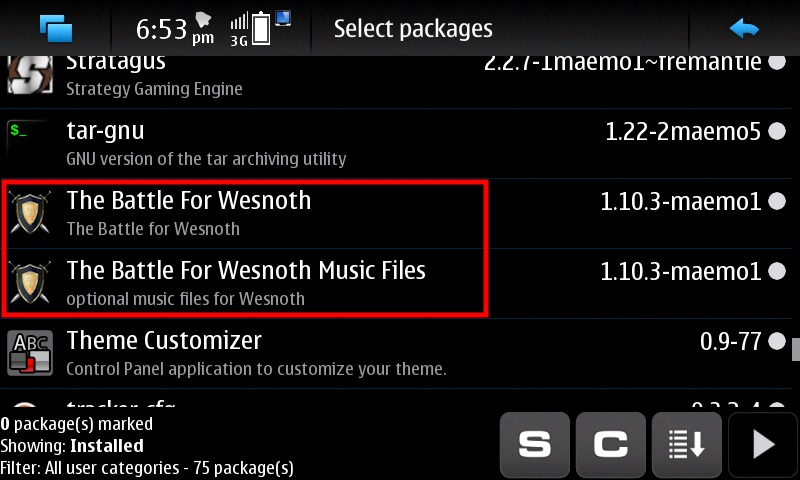 6:53 pm
3G
Select packages
Stratagus
2.2.7-1maemo1~fremantle
Strategy Gaming Engine
$_
tar-gnu
1.22-2maemo5
GNU version of the tar archiving utility
The Battle For Wesnoth
1.10.3-maemo1
The Battle for Wesnoth
The Battle For Wesnoth Music Files
1.10.3-maemo1
optional music files for Wesnoth
ABC
Theme Customizer
0.9-77
Control Panel application to customize your theme.
tracker-cfg
0 package(s) marked
Showing: Installed
Filter: All user categories - 75 package(s)
S
C